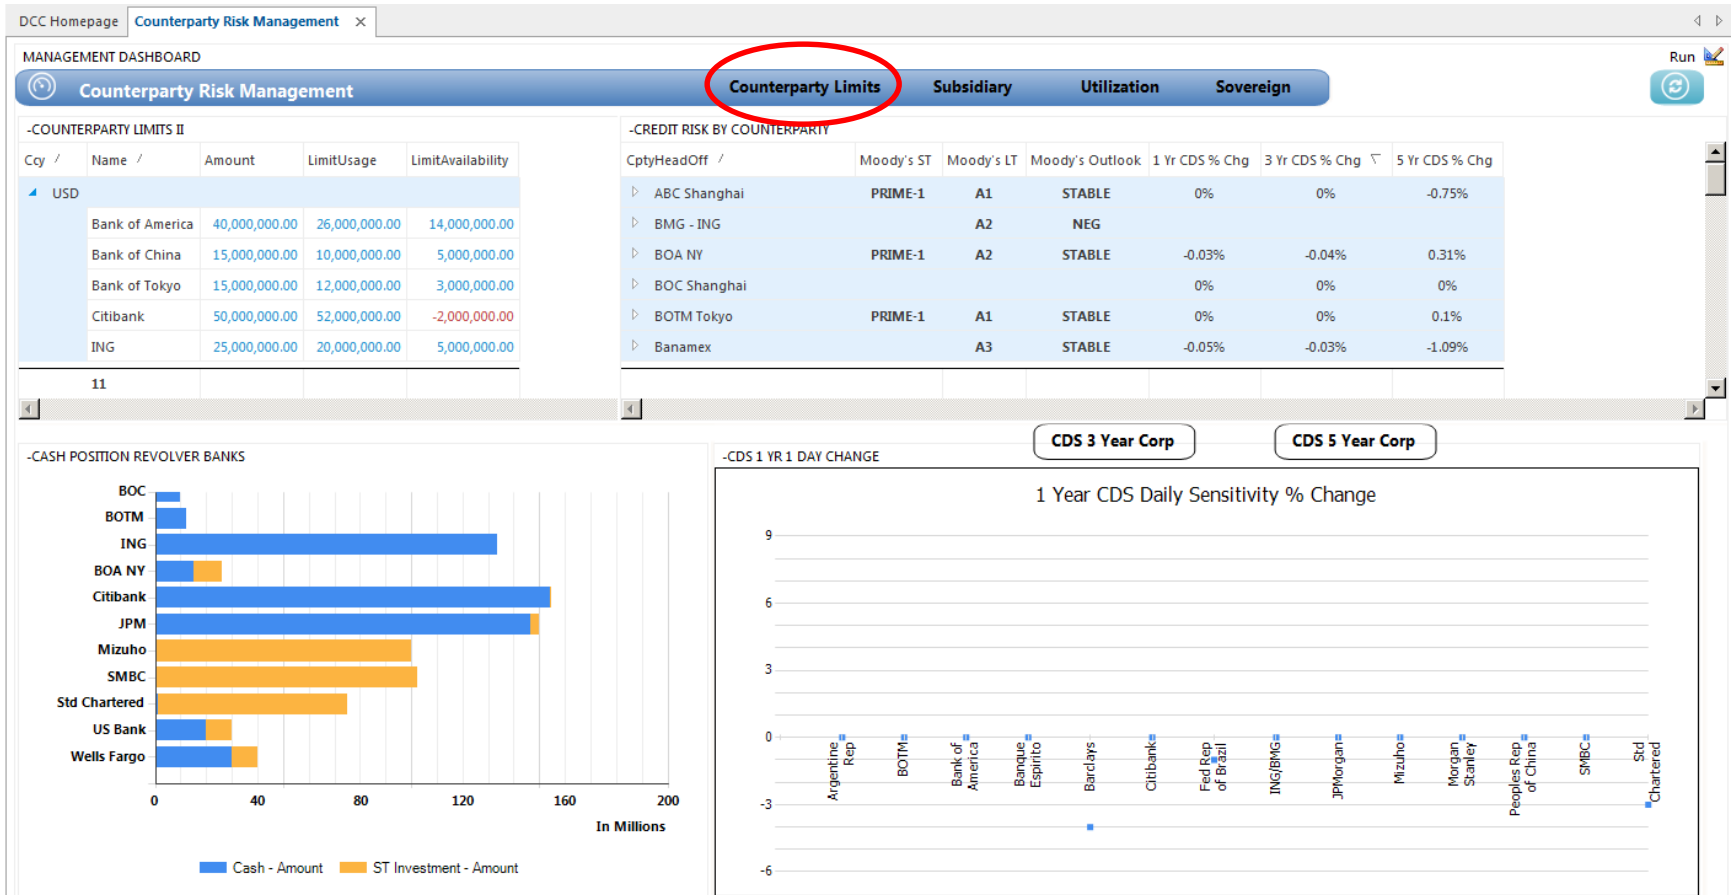 DCC Homepage Counterparty Risk Management
MANAGEMENT DASHBOARD Run
Counterparty Risk Management Counterparty Limits Subsidiary Utilization Sovereign
-COUNTERPARTY LIMITS II
Ccy Name Amount LimitUsage LimitAvailability
USD
Bank of America 40,000,000.00 26,000,000.00 14,000,000.00
Bank of China 15,000,000.00 10,000,000.00 5,000,000.00
Bank of Tokyo 15,000,000.00 12,000,000.00 3,000,000.00
Citibank 50,000,000.00 52,000,000.00 -2,000,000.00
ING 25,000,000.00 20,000,000.00 5,000,000.00
11
-CREDIT RISK BY COUNTERPARTY
CptyHeadOff Moody's ST Moody's LT Moody's Outlook 1 Yr CDS % Chg 3 Yr CDS % Chg 5 Yr CDS % Chg
ABC Shanghai PRIME-1 A1 STABLE 0% 0% -0.75%
BMG - ING A2 NEG
BOA NY PRIME-1 A2 STABLE -0.03% -0.04% 0.31%
BOC Shanghai 0% 0% 0%
BOTM Tokyo PRIME-1 A1 STABLE 0% 0% 0.1%
Banamex A3 STABLE -0.05% -0.03% -1.09%
-CASH POSITION REVOLVER BANKS
BOC
BOTM
ING
BOA NY
Citibank
JPM
Mizuho
SMBC
Std Chartered
US Bank
Wells Fargo
0 40 80 120 160 200
In Millions
Cash - Amount ST Investment - Amount
CDS 3 Year Corp CDS 5 Year Corp
-CDS 1 YR 1 DAY CHANGE
1 Year CDS Daily Sensitivity % Change
9
6
3
0
-3
-6
Argentine
Rep
BOTM
Bank of
America
Banque
Espirito
Barclays
Citibank
Fed Rep
of Brazil
ING/BMG
JPMorgan
Mizuho
Morgan
Stanley
Peoples Rep
of China
SMBC
Std
Chartered